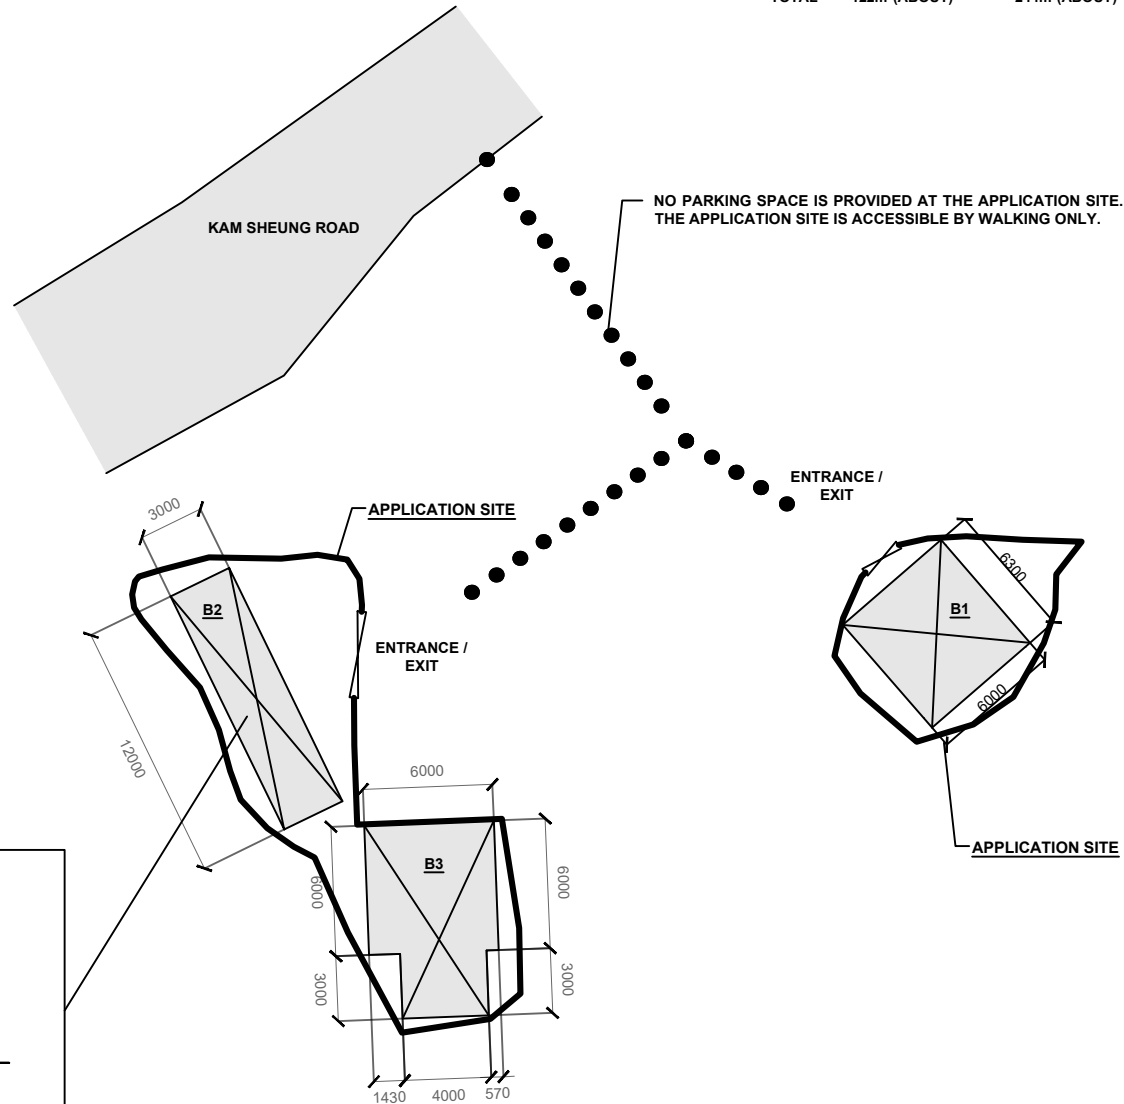 NO PARKING SPACE IS PROVIDED AT THE APPLICATION SITE.
THE APPLICATION SITE IS ACCESSIBLE BY WALKING ONLY.
KAM SHEUNG ROAD
ENTRANCE /
EXIT
3000
APPLICATION SITE
6300
B2
B1
ENTRANCE /
EXIT
6000
12000
6000
APPLICATION SITE
B3
6000
6000
3000
3000
1430
4000
570